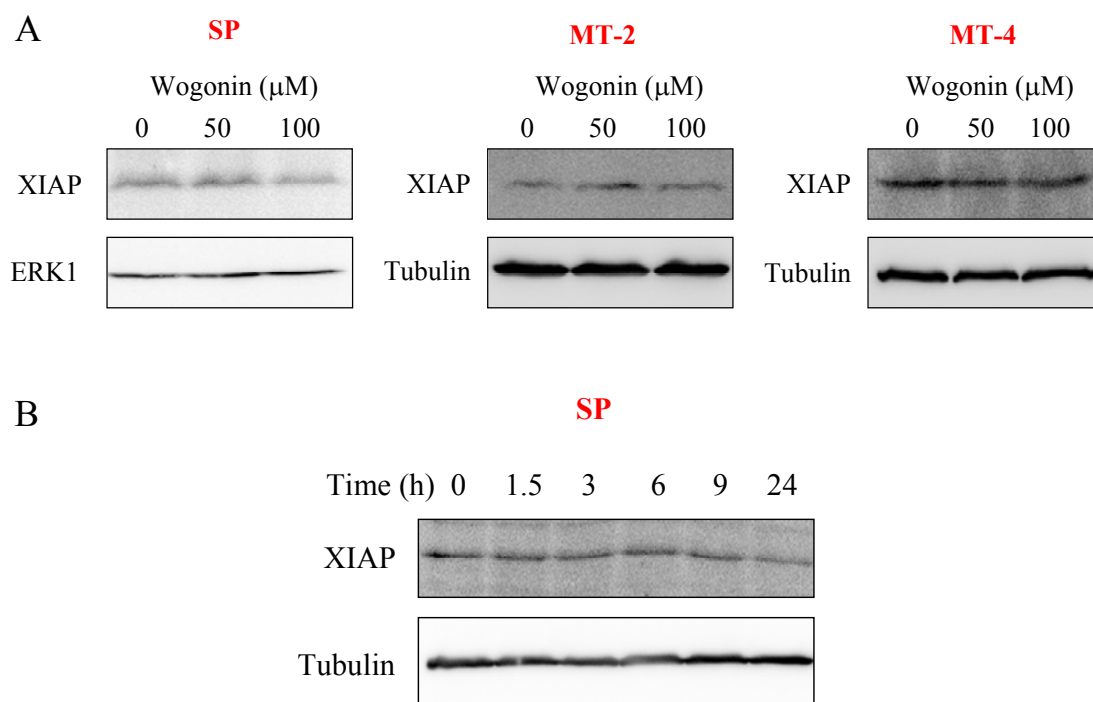 A
SP
MT-2
MT-4
Wogonin (μM)
Wogonin (μM)
Wogonin (μM)
0 50 100
0 50 100
0 50 100
XIAP
XIAP
XIAP
ERK1
Tubulin
Tubulin
B
SP
Time (h) 0 1.5 3 6 9 24
XIAP
Tubulin